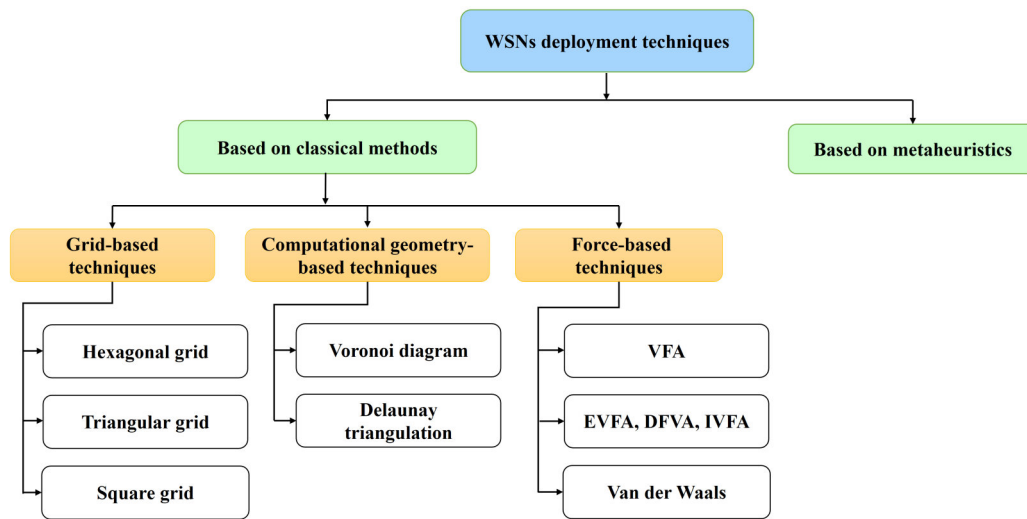 WSNs deployment techniques
Based on classical methods
Based on metaheuristics
Grid-based
techniques
Computational geometry-
based techniques
Force-based
techniques
Hexagonal grid
Voronoi diagram
VFA
Triangular grid
Delaunay
triangulation
EVFA, DFVA, IVFA
Square grid
Van der Waals